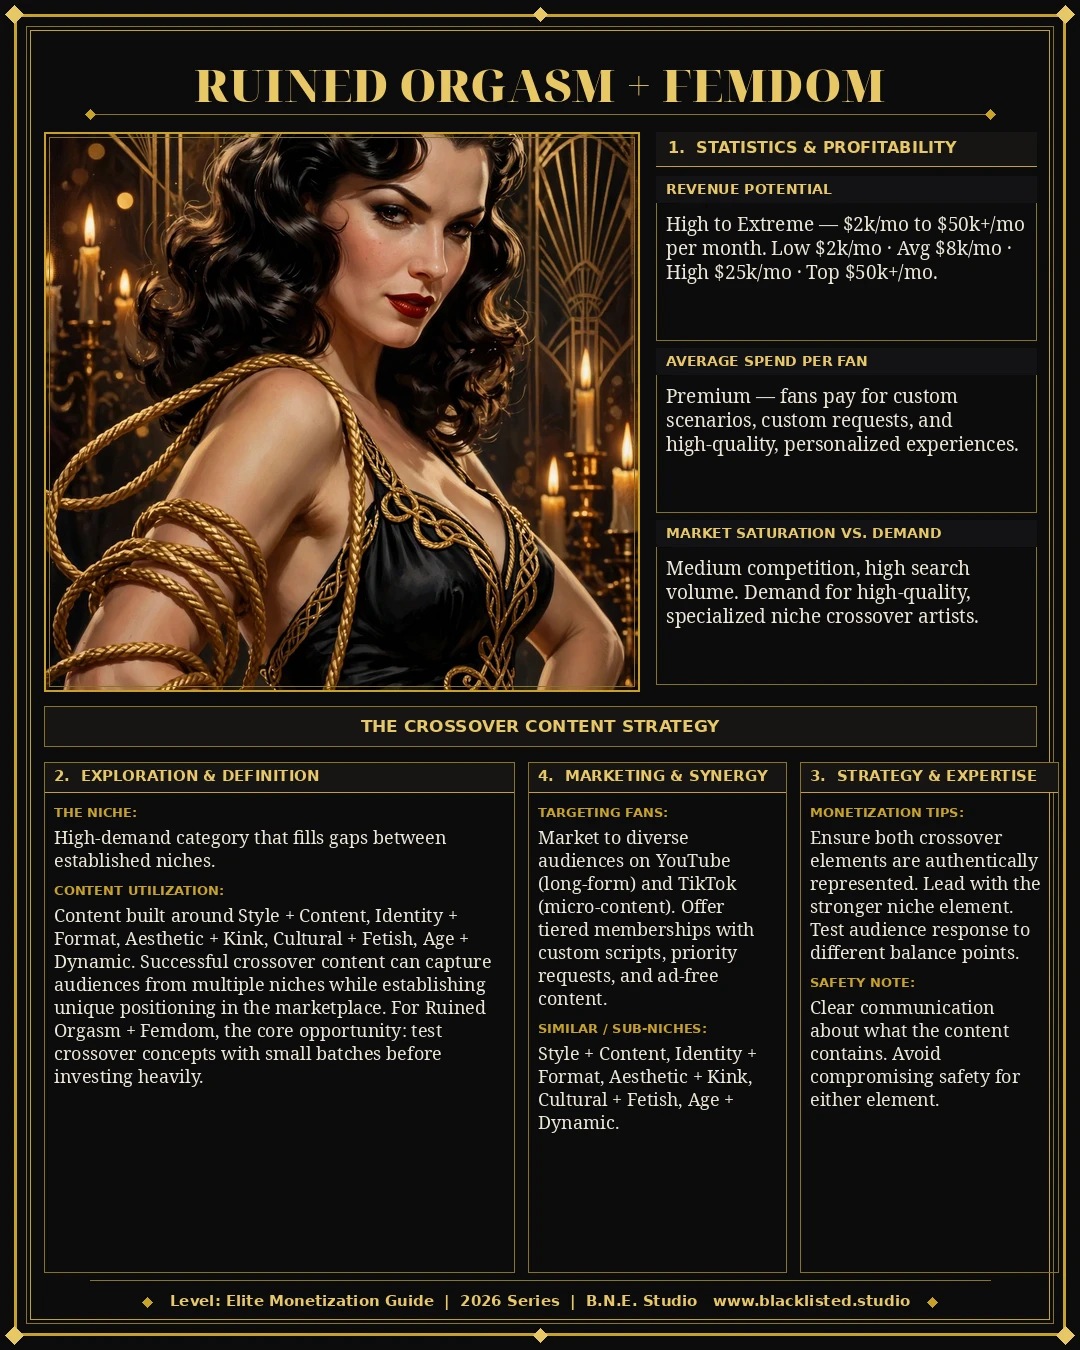 RUINED ORGASM + FEMDOM
1. STATISTICS & PROFITABILITY
REVENUE POTENTIAL
High to Extreme — $2k/mo to $50k+/mo
per month. Low $2k/mo · Avg $8k/mo ·
High $25k/mo · Top $50k+/mo.
AVERAGE SPEND PER FAN
Premium — fans pay for custom
scenarios, custom requests, and
high-quality, personalized experiences.
MARKET SATURATION VS. DEMAND
Medium competition, high search
volume. Demand for high-quality,
specialized niche crossover artists.
THE CROSSOVER CONTENT STRATEGY
2. EXPLORATION & DEFINITION
THE NICHE:
High-demand category that fills gaps between
established niches.
CONTENT UTILIZATION:
Content built around Style + Content, Identity +
Format, Aesthetic + Kink, Cultural + Fetish, Age +
Dynamic. Successful crossover content can capture
audiences from multiple niches while establishing
unique positioning in the marketplace. For Ruined
Orgasm + Femdom, the core opportunity: test
crossover concepts with small batches before
investing heavily.
4. MARKETING & SYNERGY
TARGETING FANS:
Market to diverse
audiences on YouTube
(long-form) and TikTok
(micro-content). Offer
tiered memberships with
custom scripts, priority
requests, and ad-free
content.
SIMILAR / SUB-NICHES:
Style + Content, Identity +
Format, Aesthetic + Kink,
Cultural + Fetish, Age +
Dynamic.
3. STRATEGY & EXPERTISE
MONETIZATION TIPS:
Ensure both crossover
elements are authentically
represented. Lead with the
stronger niche element.
Test audience response to
different balance points.
SAFETY NOTE:
Clear communication
about what the content
contains. Avoid
compromising safety for
either element.
Level: Elite Monetization Guide | 2026 Series | B.N.E. Studio www.blacklisted.studio